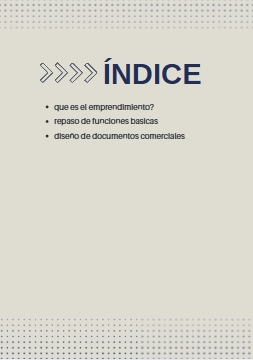 ÍNDICE
que es el emprendimiento?
repaso de funciones basicas
diseño de documentos comerciales